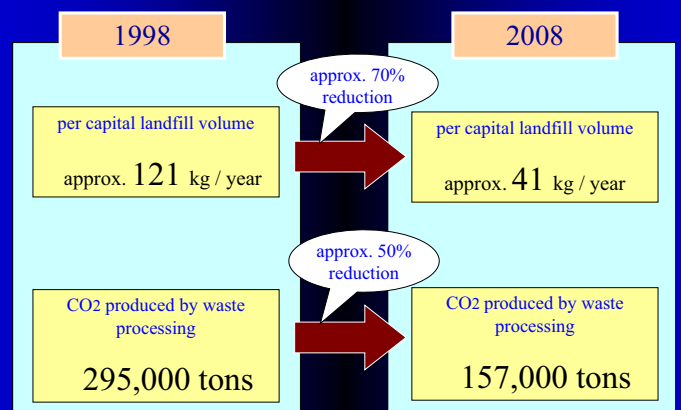 1998
2008
approx. 70%
reduction
per capital landfill volume
approx. 121 kg / year
per capital landfill volume
approx. 41 kg / year
approx. 50%
reduction
CO2 produced by waste
processing
295,000 tons
CO2 produced by waste
processing
157,000 tons